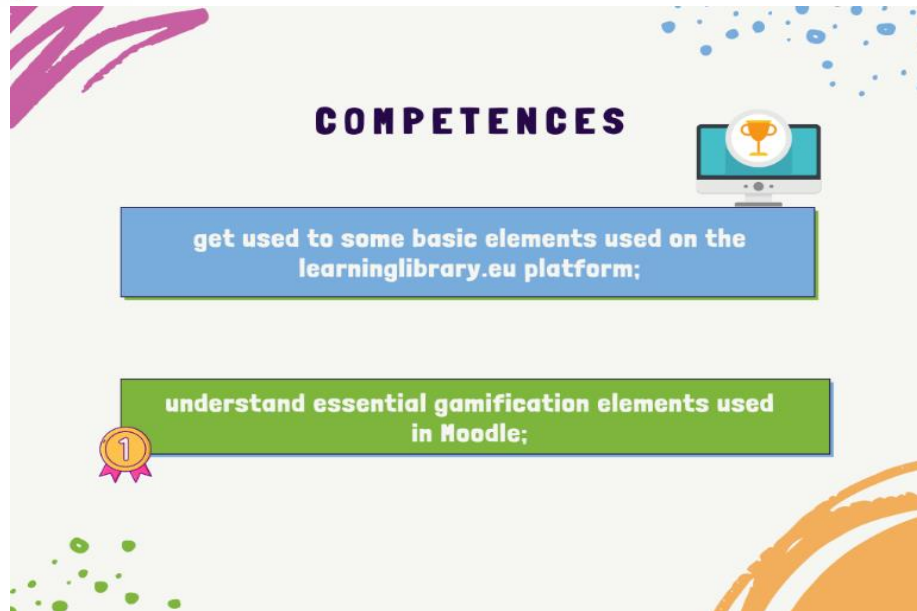 COMPETENCES
get used to some basic elements used on the
learninglibrary.eu platform;
understand essential gamification elements used
in Moodle;
1